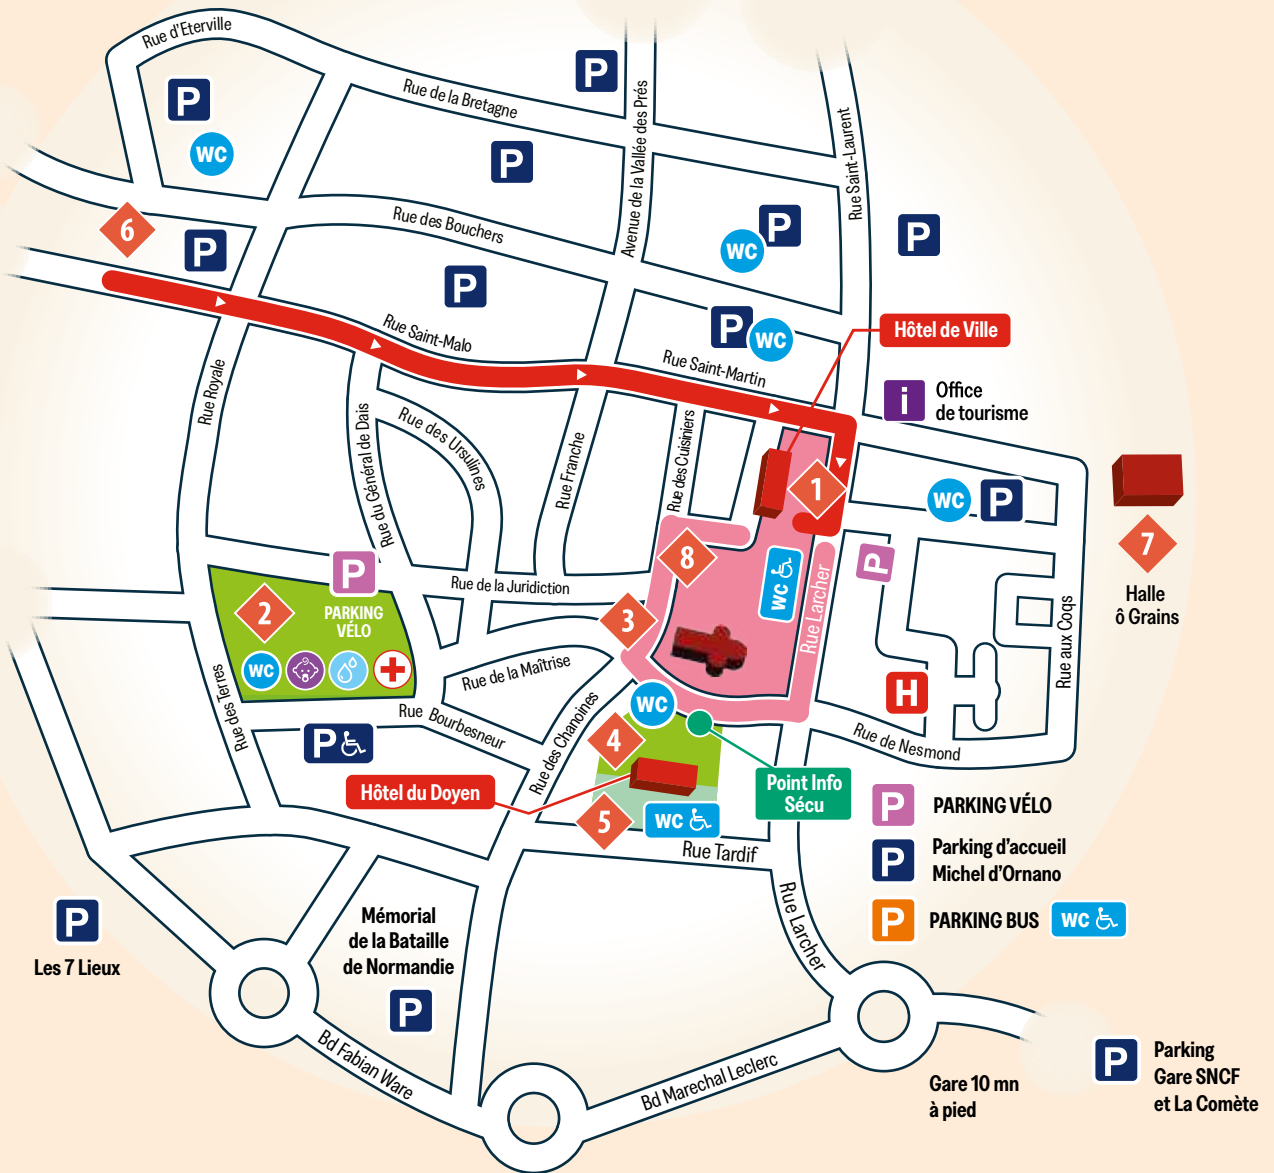 Rue d'Eterville
P
Rue de la Bretagne
P
WC
P
Avenue de la Vallée des Prés
Rue Saint-Laurent
Rue des Bouchers
P
WC
P
6
P
P
Rue Saint-Malo
P
WC
Hôtel de Ville
Rue Saint-Martin
i
Office
de tourisme
Rue Royale
Rue du Général de Dais
Rue des Ursulines
Rue Franche
Rue des Cuisiniers
1
WC
P
7
Halle
ô Grains
8
P
WC
P
Rue de la Juridiction
2
PARKING
VÉLO
3
Rue Larcher
Rue aux Coqs
WC
Rue de la Maîtrise
H
Rue des Terres
Rue Bourbesneur
Rue des Chanoines
WC
Rue de Nesmond
P
4
Hôtel du Doyen
Point Info
Sécu
5
WC
Rue Tardif
P
PARKING VÉLO
P
Parking d'accueil
Michel d'Ornano
P
PARKING BUS
WC
Rue Larcher
P
Les 7 Lieux
Mémorial
de la Bataille
de Normandie
P
Bd Fabian Ware
Bd Marechal Leclerc
Gare 10 mn
à pied
P
Parking
Gare SNCF
et La Comète